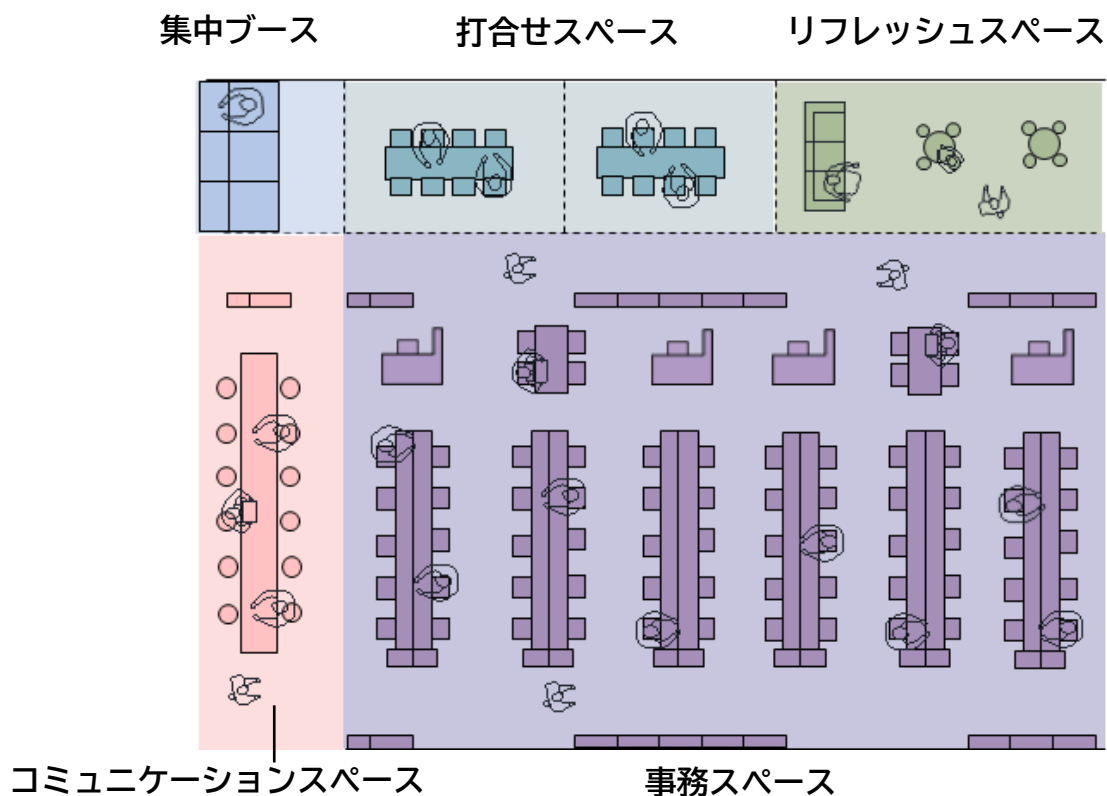 集中ブース
打合せスペース
リフレッシュスペース
コミュニケーションスペース
事務スペース